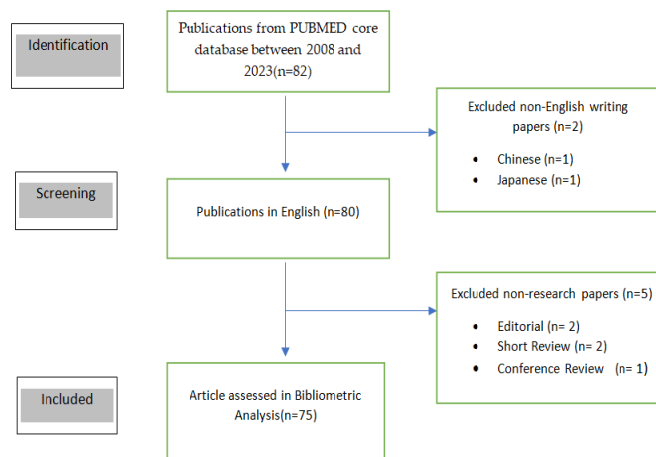 Identification
Publications from PUBMED core
database between 2008 and
2023(n=82)
Excluded non-English writing
papers (n=2)
• Chinese (n=1)
• Japanese (n=1)
Screening
Publications in English (n=80)
Excluded non-research papers (n=5)
• Editorial (n= 2)
• Short Review (n= 2)
• Conference Review (n= 1)
Included
Article assessed in Bibliometric
Analysis(n=75)